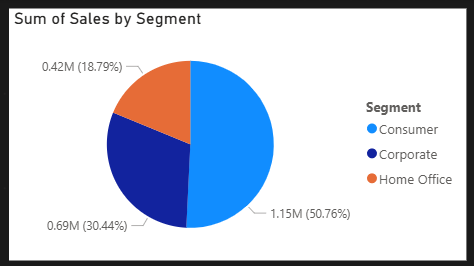 Sum of Sales by Segment
0.42M (18.79%)
Segment
Consumer
Corporate
Home Office
0.69M (30.44%)
1.15M (50.76%)